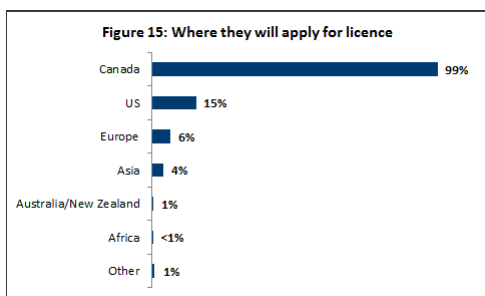 Figure 15: Where they will apply for licence
Canada 99%
US 15%
Europe 6%
Asia 4%
Australia/New Zealand 1%
Africa <1%
Other 1%